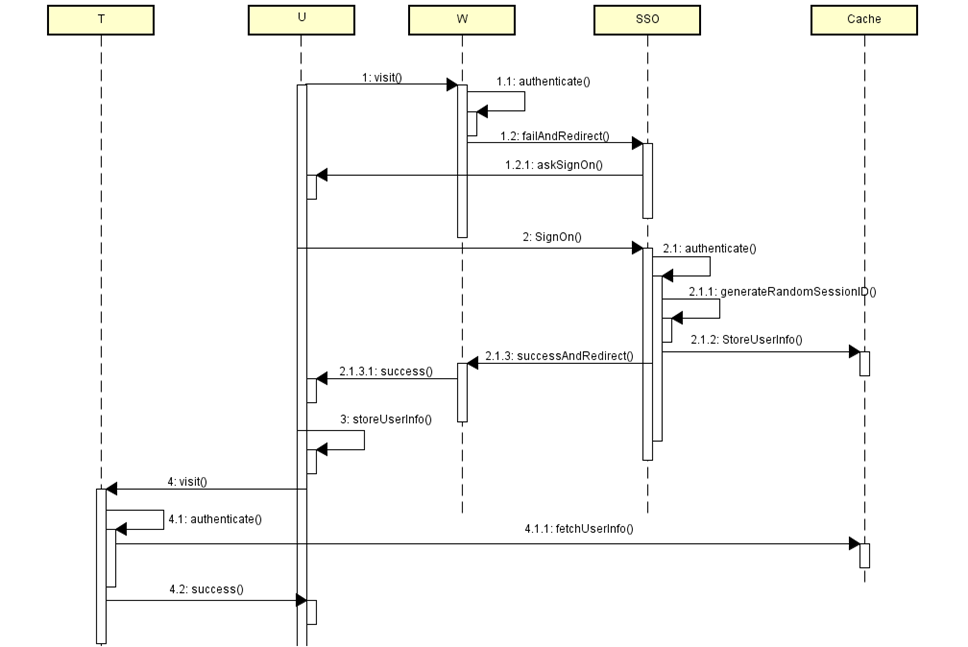 T
U
W
SSO
Cache
1: visit()
1.1: authenticate()
1.2: failAndRedirect()
1.2.1: askSignOn()
2: SignOn()
2.1: authenticate()
2.1.1: generateRandomSessionID()
2.1.2: StoreUserInfo()
2.1.3: successAndRedirect()
2.1.3.1: success()
3: storeUserInfo()
4: visit()
4.1: authenticate()
4.1.1: fetchUserInfo()
4.2: success()